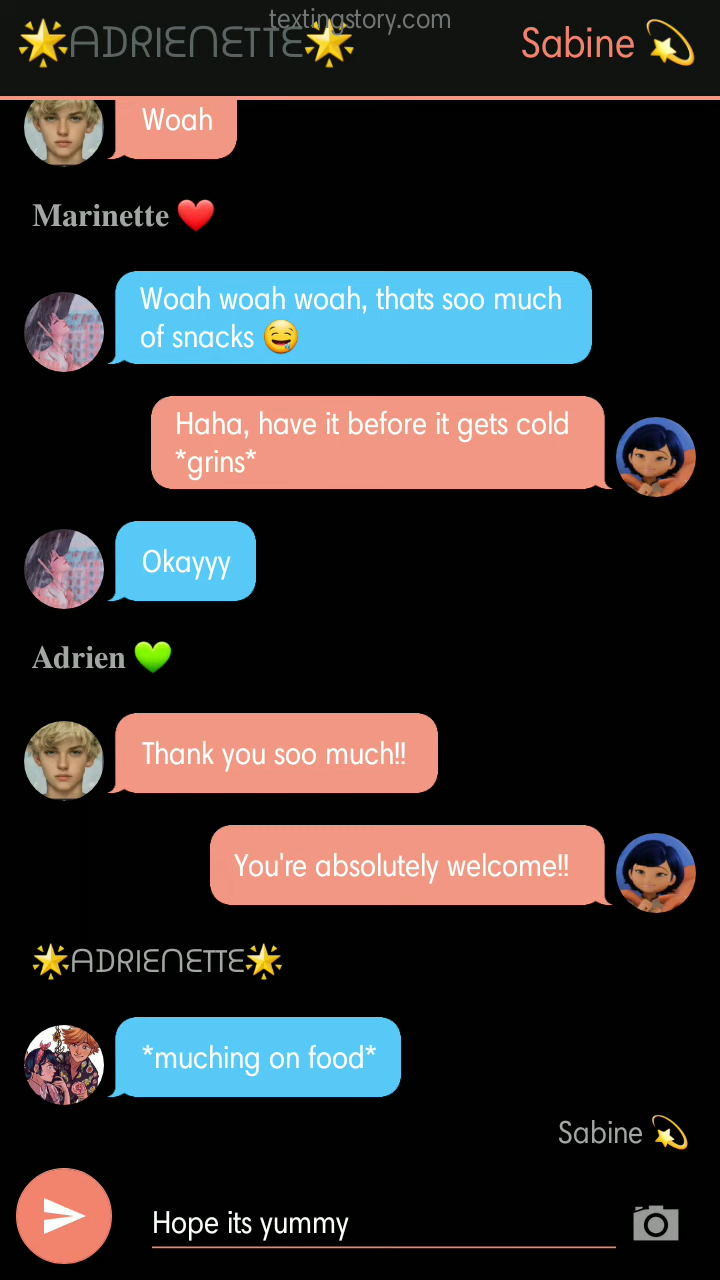 textingstory.com
🌟ᗩDRIEᑎETTE🌟
Sabine 💫
Woah
Marinette ❤️
Woah woah woah, thats soo much
of snacks 🤤
Haha, have it before it gets cold
*grins*
Okayyy
Adrien 💚
Thank you soo much!!
You're absolutely welcome!!
🌟ᗩDRIEᑎETTE🌟
*muching on food*
Sabine 💫
Hope its yummy